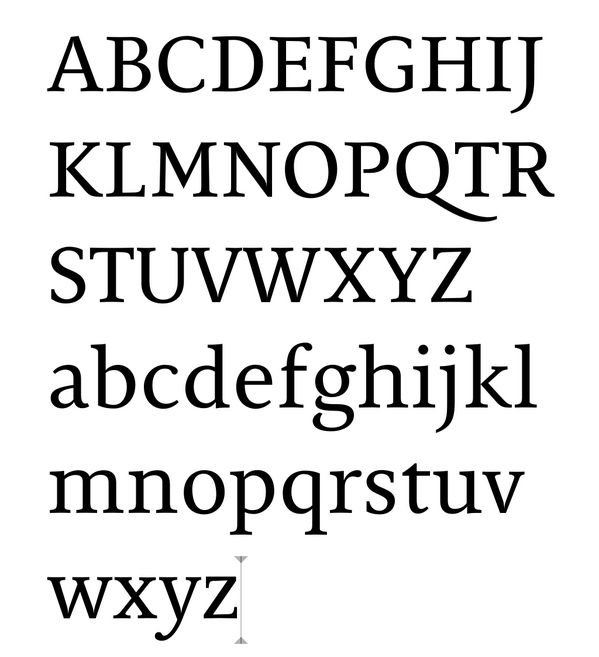 ABCDEFGHIJ
KLMNOPQTR
STUVWXYZ
abcdefghijkl
mnopqrstuv
wxyz